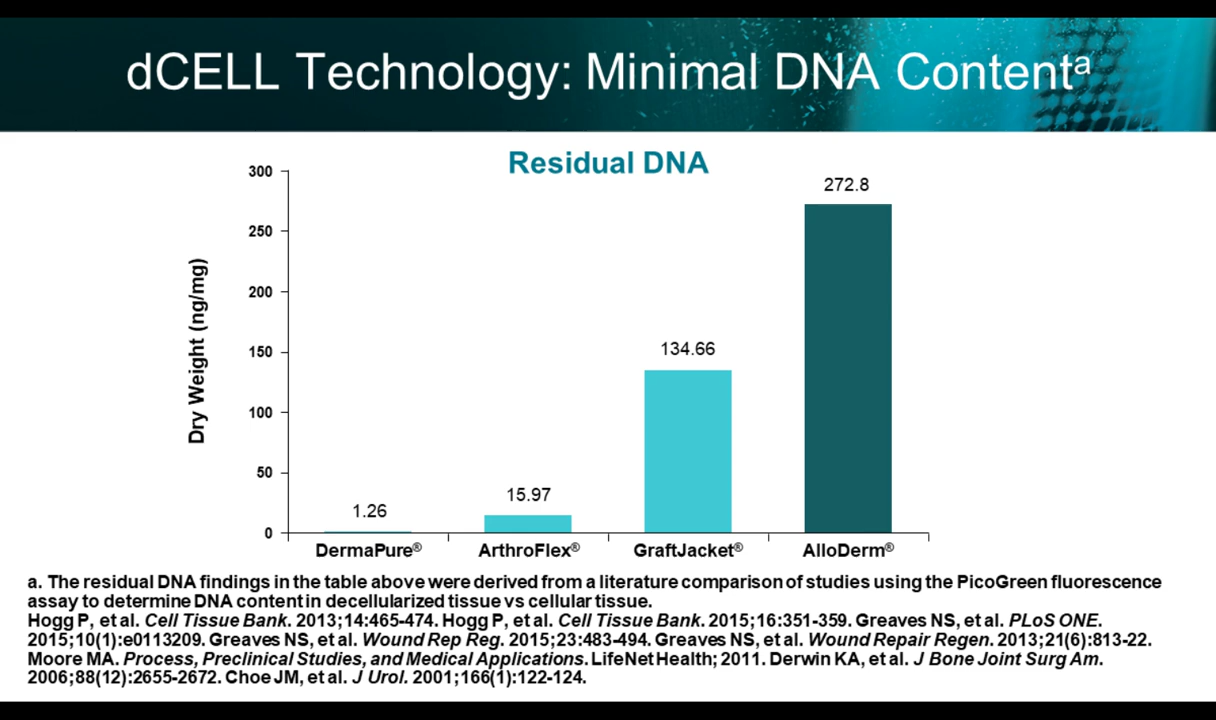 dCELL Technology: Minimal DNA Contentᵃ
Residual DNA
Dry Weight (ng/mg)
300
250
200
150
100
50
0
1.26
15.97
134.66
272.8
DermaPure®
ArthroFlex®
GraftJacket®
AlloDerm®
a. The residual DNA findings in the table above were derived from a literature comparison of studies using the PicoGreen fluorescence
assay to determine DNA content in decellularized tissue vs cellular tissue.
Hogg P, et al. Cell Tissue Bank. 2013;14:465-474. Hogg P, et al. Cell Tissue Bank. 2015;16:351-359. Greaves NS, et al. PLoS ONE.
2015;10(1):e0113209. Greaves NS, et al. Wound Rep Reg. 2015;23:483-494. Greaves NS, et al. Wound Repair Regen. 2013;21(6):813-22.
Moore MA. Process, Preclinical Studies, and Medical Applications. LifeNet Health; 2011. Derwin KA, et al. J Bone Joint Surg Am.
2006;88(12):2655-2672. Choe JM, et al. J Urol. 2001;166(1):122-124.